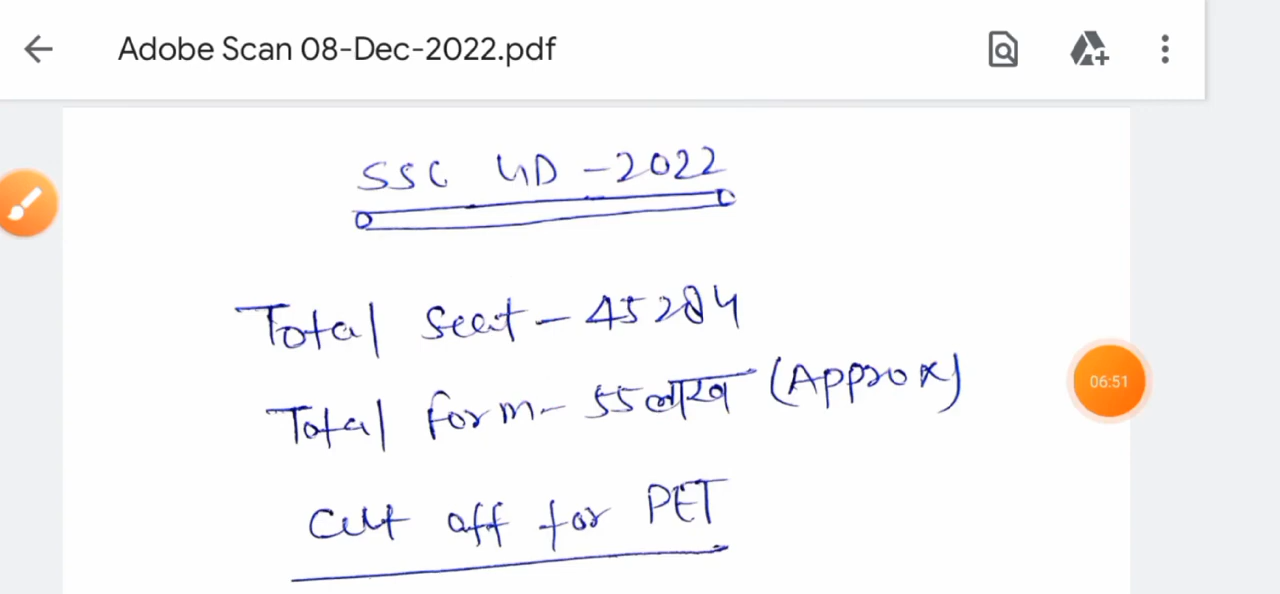 Adobe Scan 08-Dec-2022.pdf
SSC GD - 2022
Total Seat - 45284
Total form - 55 लाख (Approx)
06:51
Cut off for PET